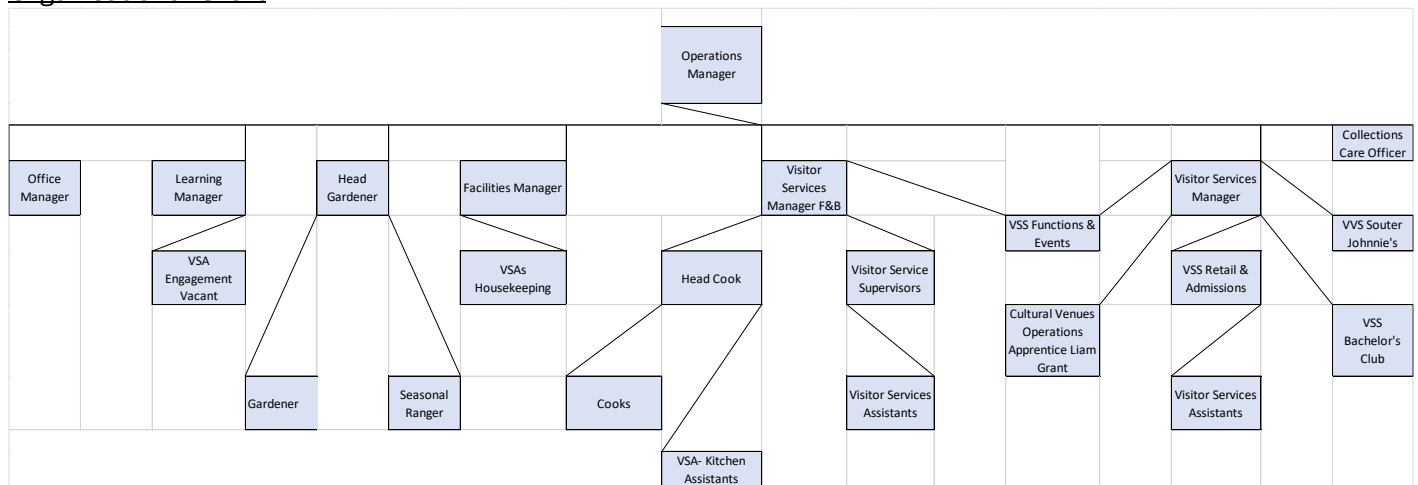 Operations
Manager
Collections
Care Officer
Office
Manager
Learning
Manager
Head
Gardener
Facilities Manager
Visitor
Services
Manager F&B
Visitor Services
Manager
VSS Functions &
Events
VVS Souter
Johnnie's
VSA
Engagement
Vacant
VSAs
Housekeeping
Head Cook
Visitor Service
Supervisors
VSS Retail &
Admissions
Cultural Venues
Operations
Apprentice Liam
Grant
VSS
Bachelor's
Club
Gardener
Seasonal
Ranger
Cooks
Visitor Services
Assistants
Visitor Services
Assistants
VSA- Kitchen
Assistants